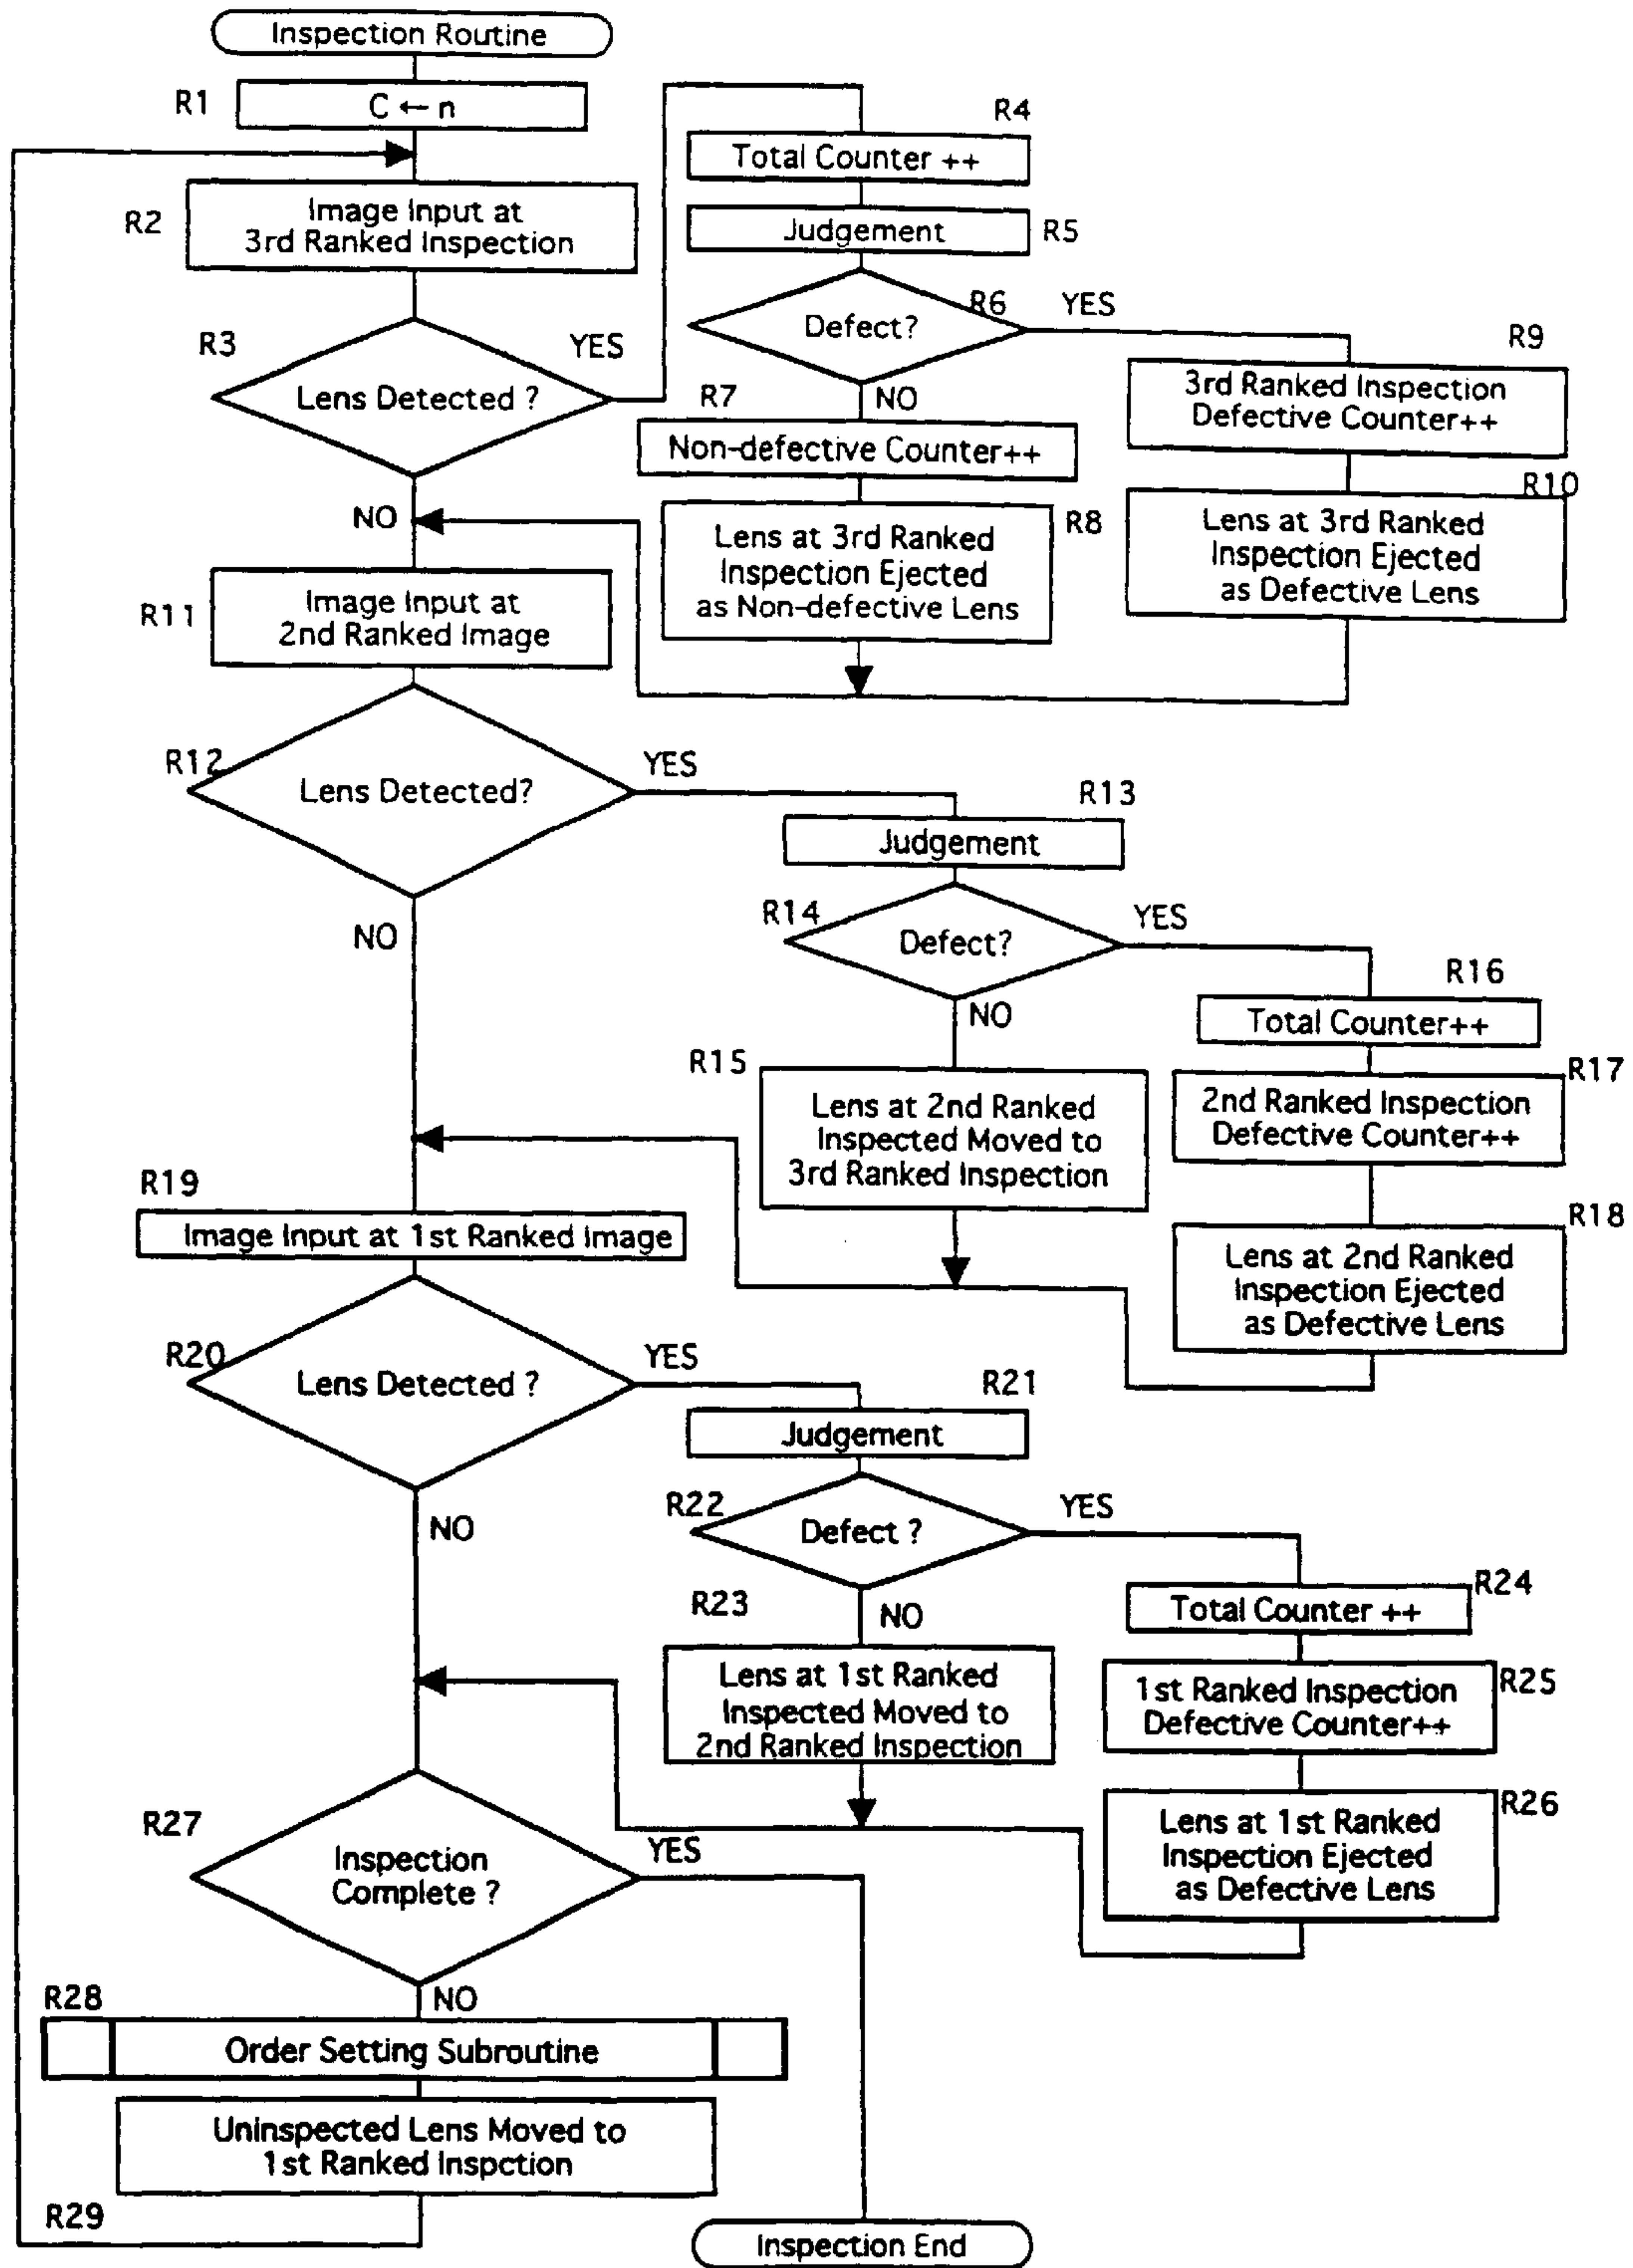 Inspection Routine
R1
C ← n
R2
Image Input at
3rd Ranked Inspection
R3
Lens Detected ?
YES
NO
R4
Total Counter ++
Judgement
R5
R6
Defect?
YES
NO
R7
Non-defective Counter++
Lens at 3rd Ranked
Inspection Ejected
as Non-defective Lens
R8
R9
3rd Ranked Inspection
Defective Counter++
R10
Lens at 3rd Ranked
Inspection Ejected
as Defective Lens
R11
Image Input at
2nd Ranked Image
R12
Lens Detected?
YES
NO
R13
Judgement
R14
Defect?
YES
NO
R15
Lens at 2nd Ranked
Inspected Moved to
3rd Ranked Inspection
R16
Total Counter++
R17
2nd Ranked Inspection
Defective Counter++
R18
Lens at 2nd Ranked
Inspection Ejected
as Defective Lens
R19
Image Input at 1st Ranked Image
R20
Lens Detected ?
YES
NO
R21
Judgement
R22
Defect ?
YES
NO
R23
Lens at 1st Ranked
Inspected Moved to
2nd Ranked Inspection
R24
Total Counter ++
R25
1st Ranked Inspection
Defective Counter++
R26
Lens at 1st Ranked
Inspection Ejected
as Defective Lens
R27
Inspection
Complete ?
YES
NO
R28
Order Setting Subroutine
Uninspected Lens Moved to
1st Ranked Inspction
R29
Inspection End